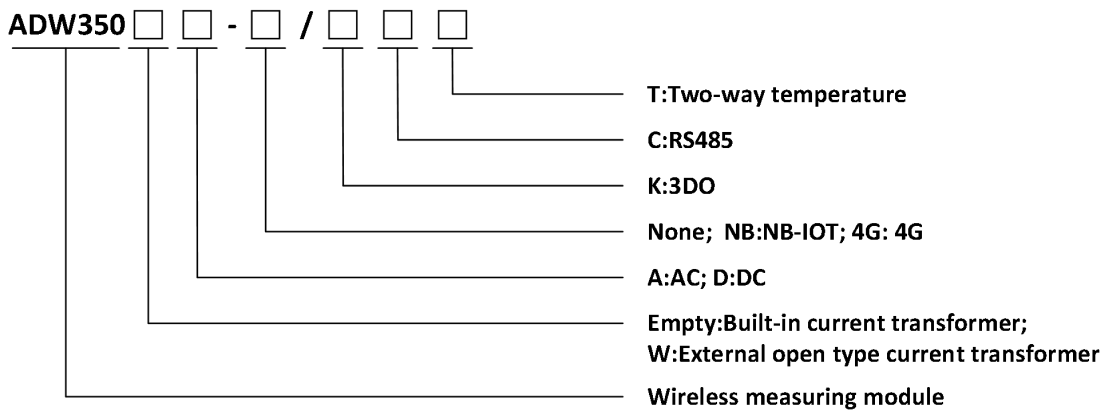 ADW350□□-□/□□□
T:Two-way temperature
C:RS485
K:3DO
None;  NB:NB-IOT; 4G: 4G
A:AC; D:DC
Empty:Built-in current transformer;
W:External open type current transformer
Wireless measuring module